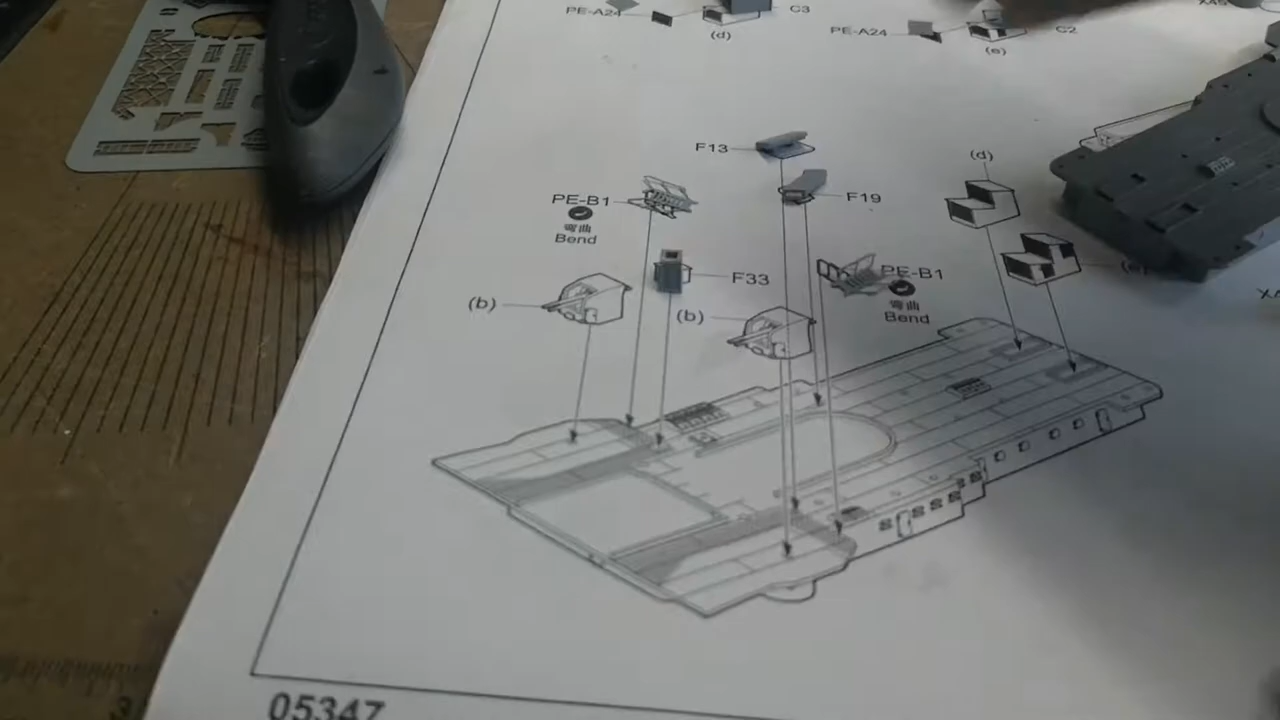 PE-A24
C3
(d)
PE-A24
C2
(e)
F13
(d)
PE-B1
F19
弯曲
Bend
F33
PE-B1
弯曲
Bend
(b)
(b)
05347